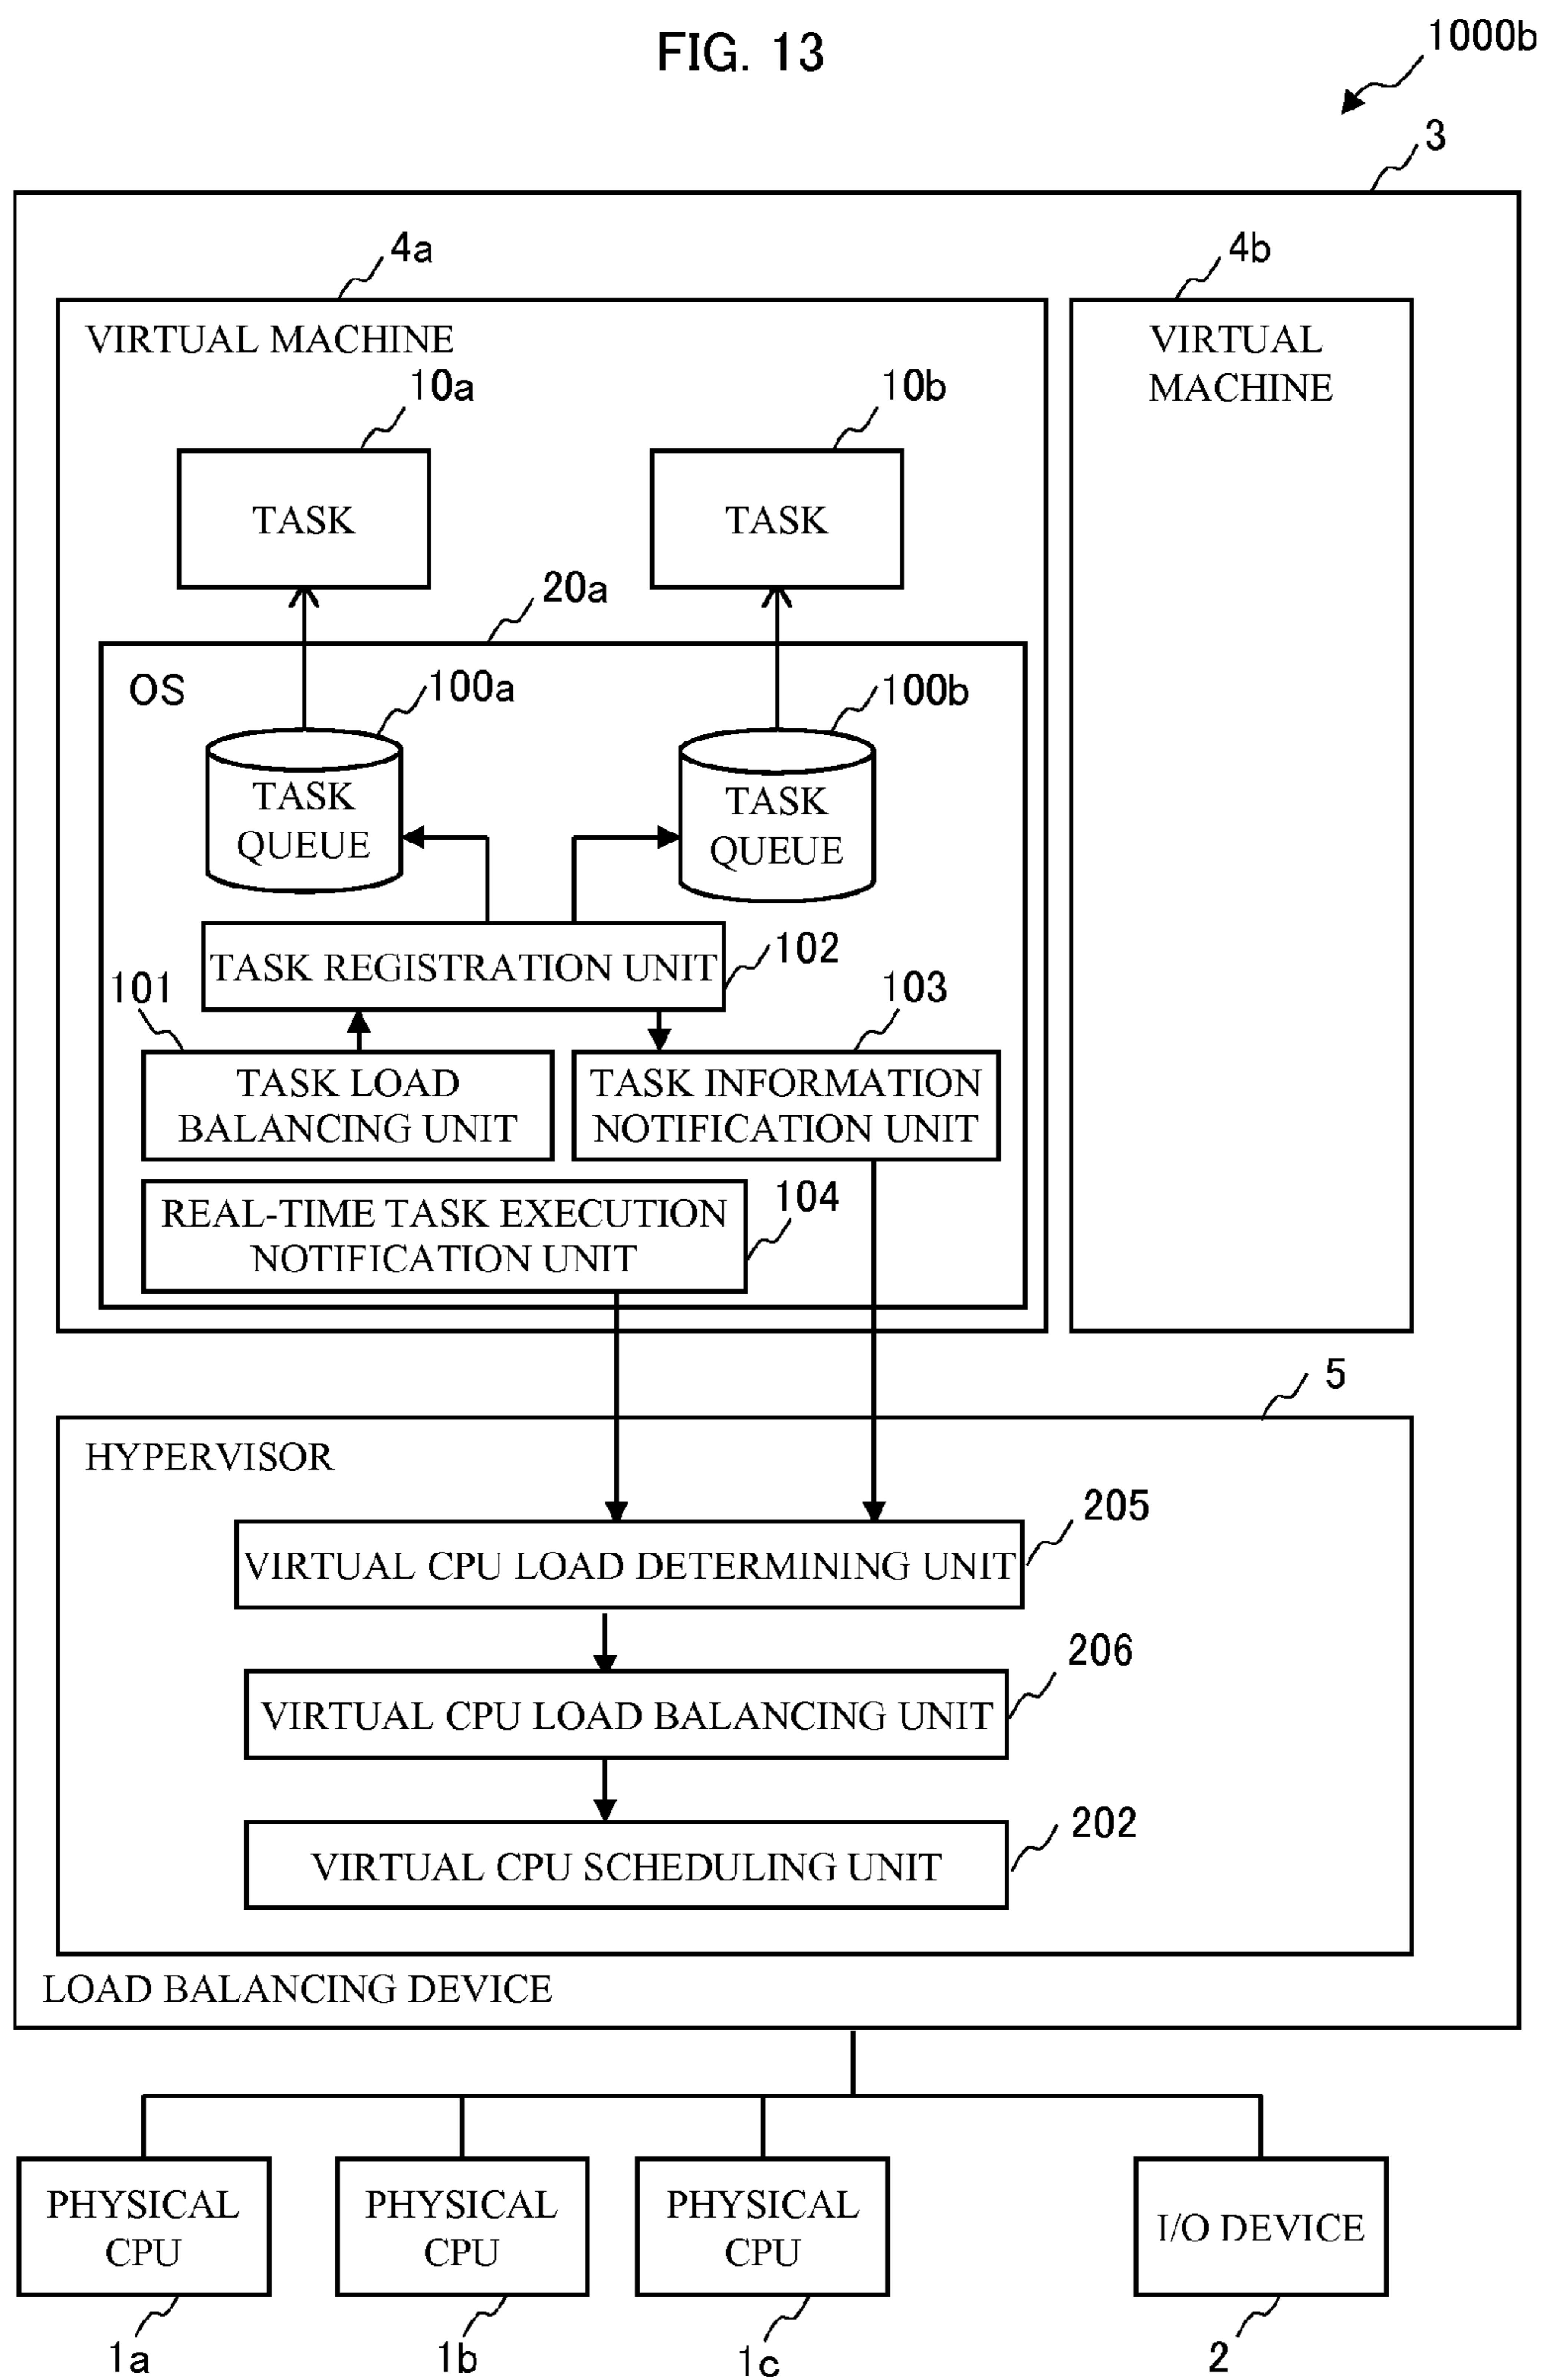 FIG. 13
1000b
3
4a
4b
VIRTUAL MACHINE
VIRTUAL
MACHINE
10a
10b
TASK
TASK
20a
OS
100a
100b
TASK
QUEUE
TASK
QUEUE
TASK REGISTRATION UNIT
102
101
103
TASK LOAD
BALANCING UNIT
TASK INFORMATION
NOTIFICATION UNIT
104
REAL-TIME TASK EXECUTION
NOTIFICATION UNIT
5
HYPERVISOR
205
VIRTUAL CPU LOAD DETERMINING UNIT
206
VIRTUAL CPU LOAD BALANCING UNIT
202
VIRTUAL CPU SCHEDULING UNIT
LOAD BALANCING DEVICE
PHYSICAL
CPU
PHYSICAL
CPU
PHYSICAL
CPU
I/O DEVICE
1a
1b
1c
2